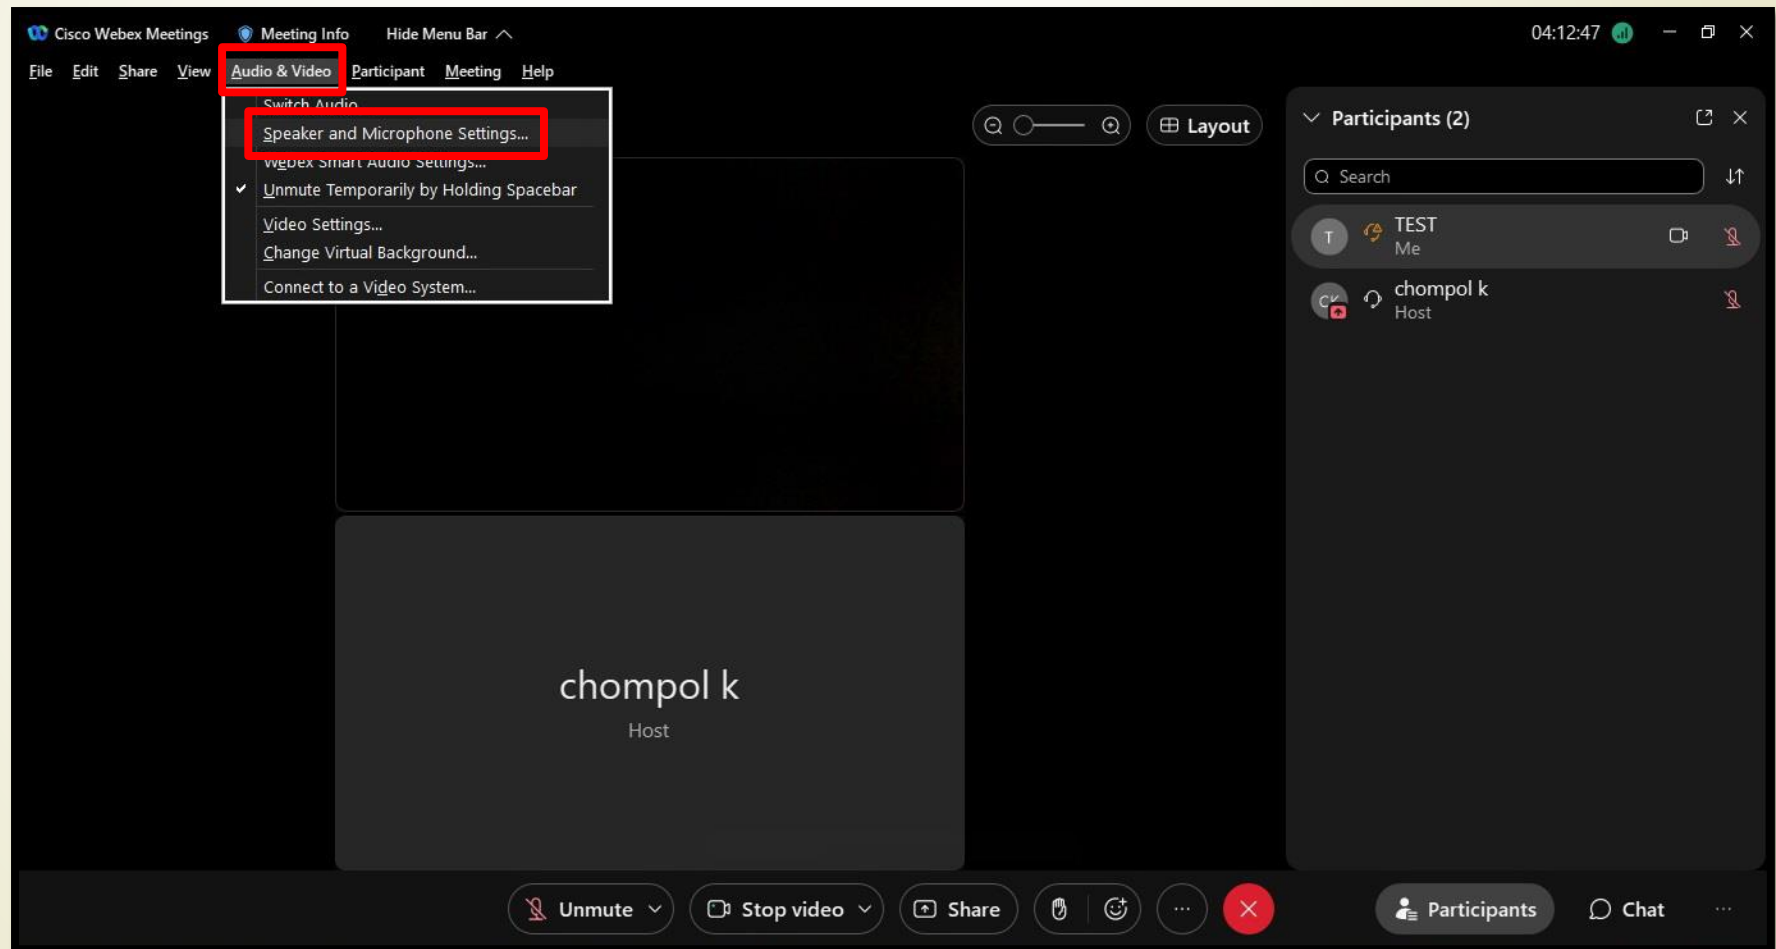 Cisco Webex Meetings Meeting Info Hide Menu Bar 04:12:47
File Edit Share View Audio & Video Participant Meeting Help
Switch Audio
Speaker and Microphone Settings...
Webex Smart Audio Settings...
Unmute Temporarily by Holding Spacebar
Video Settings...
Change Virtual Background...
Connect to a Video System...
Layout
Participants (2)
Search
T TEST
Me
CK chompol k
Host
chompol k
Host
Unmute Stop video Share Participants Chat